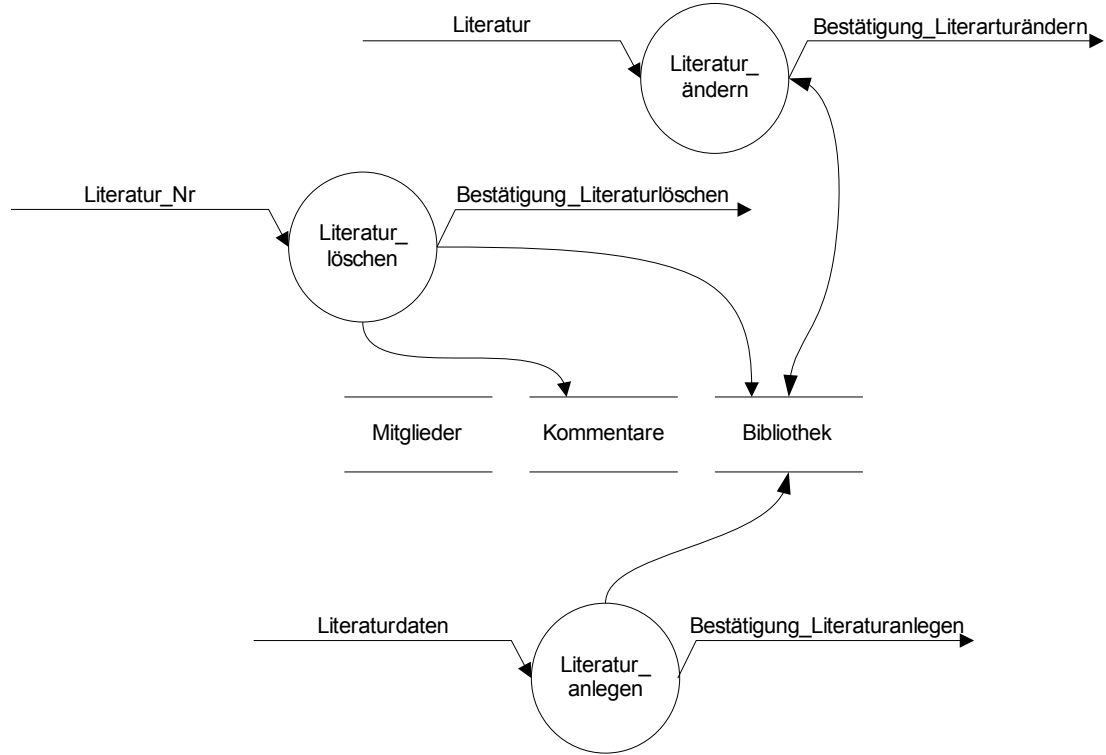 Literatur
Bestätigung_Literarturändern
Literatur_
ändern
Literatur_Nr
Bestätigung_Literaturlöschen
Literatur_
löschen
Mitglieder
Kommentare
Bibliothek
Literaturdaten
Bestätigung_Literaturanlegen
Literatur_
anlegen